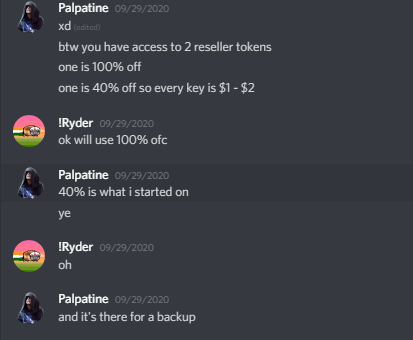 Palpatine 09/29/2020
xd (edited)
btw you have access to 2 reseller tokens
one is 100% off
one is 40% off so every key is $1 - $2
!Ryder 09/29/2020
ok will use 100% ofc
Palpatine 09/29/2020
40% is what i started on
ye
!Ryder 09/29/2020
oh
Palpatine 09/29/2020
and it's there for a backup